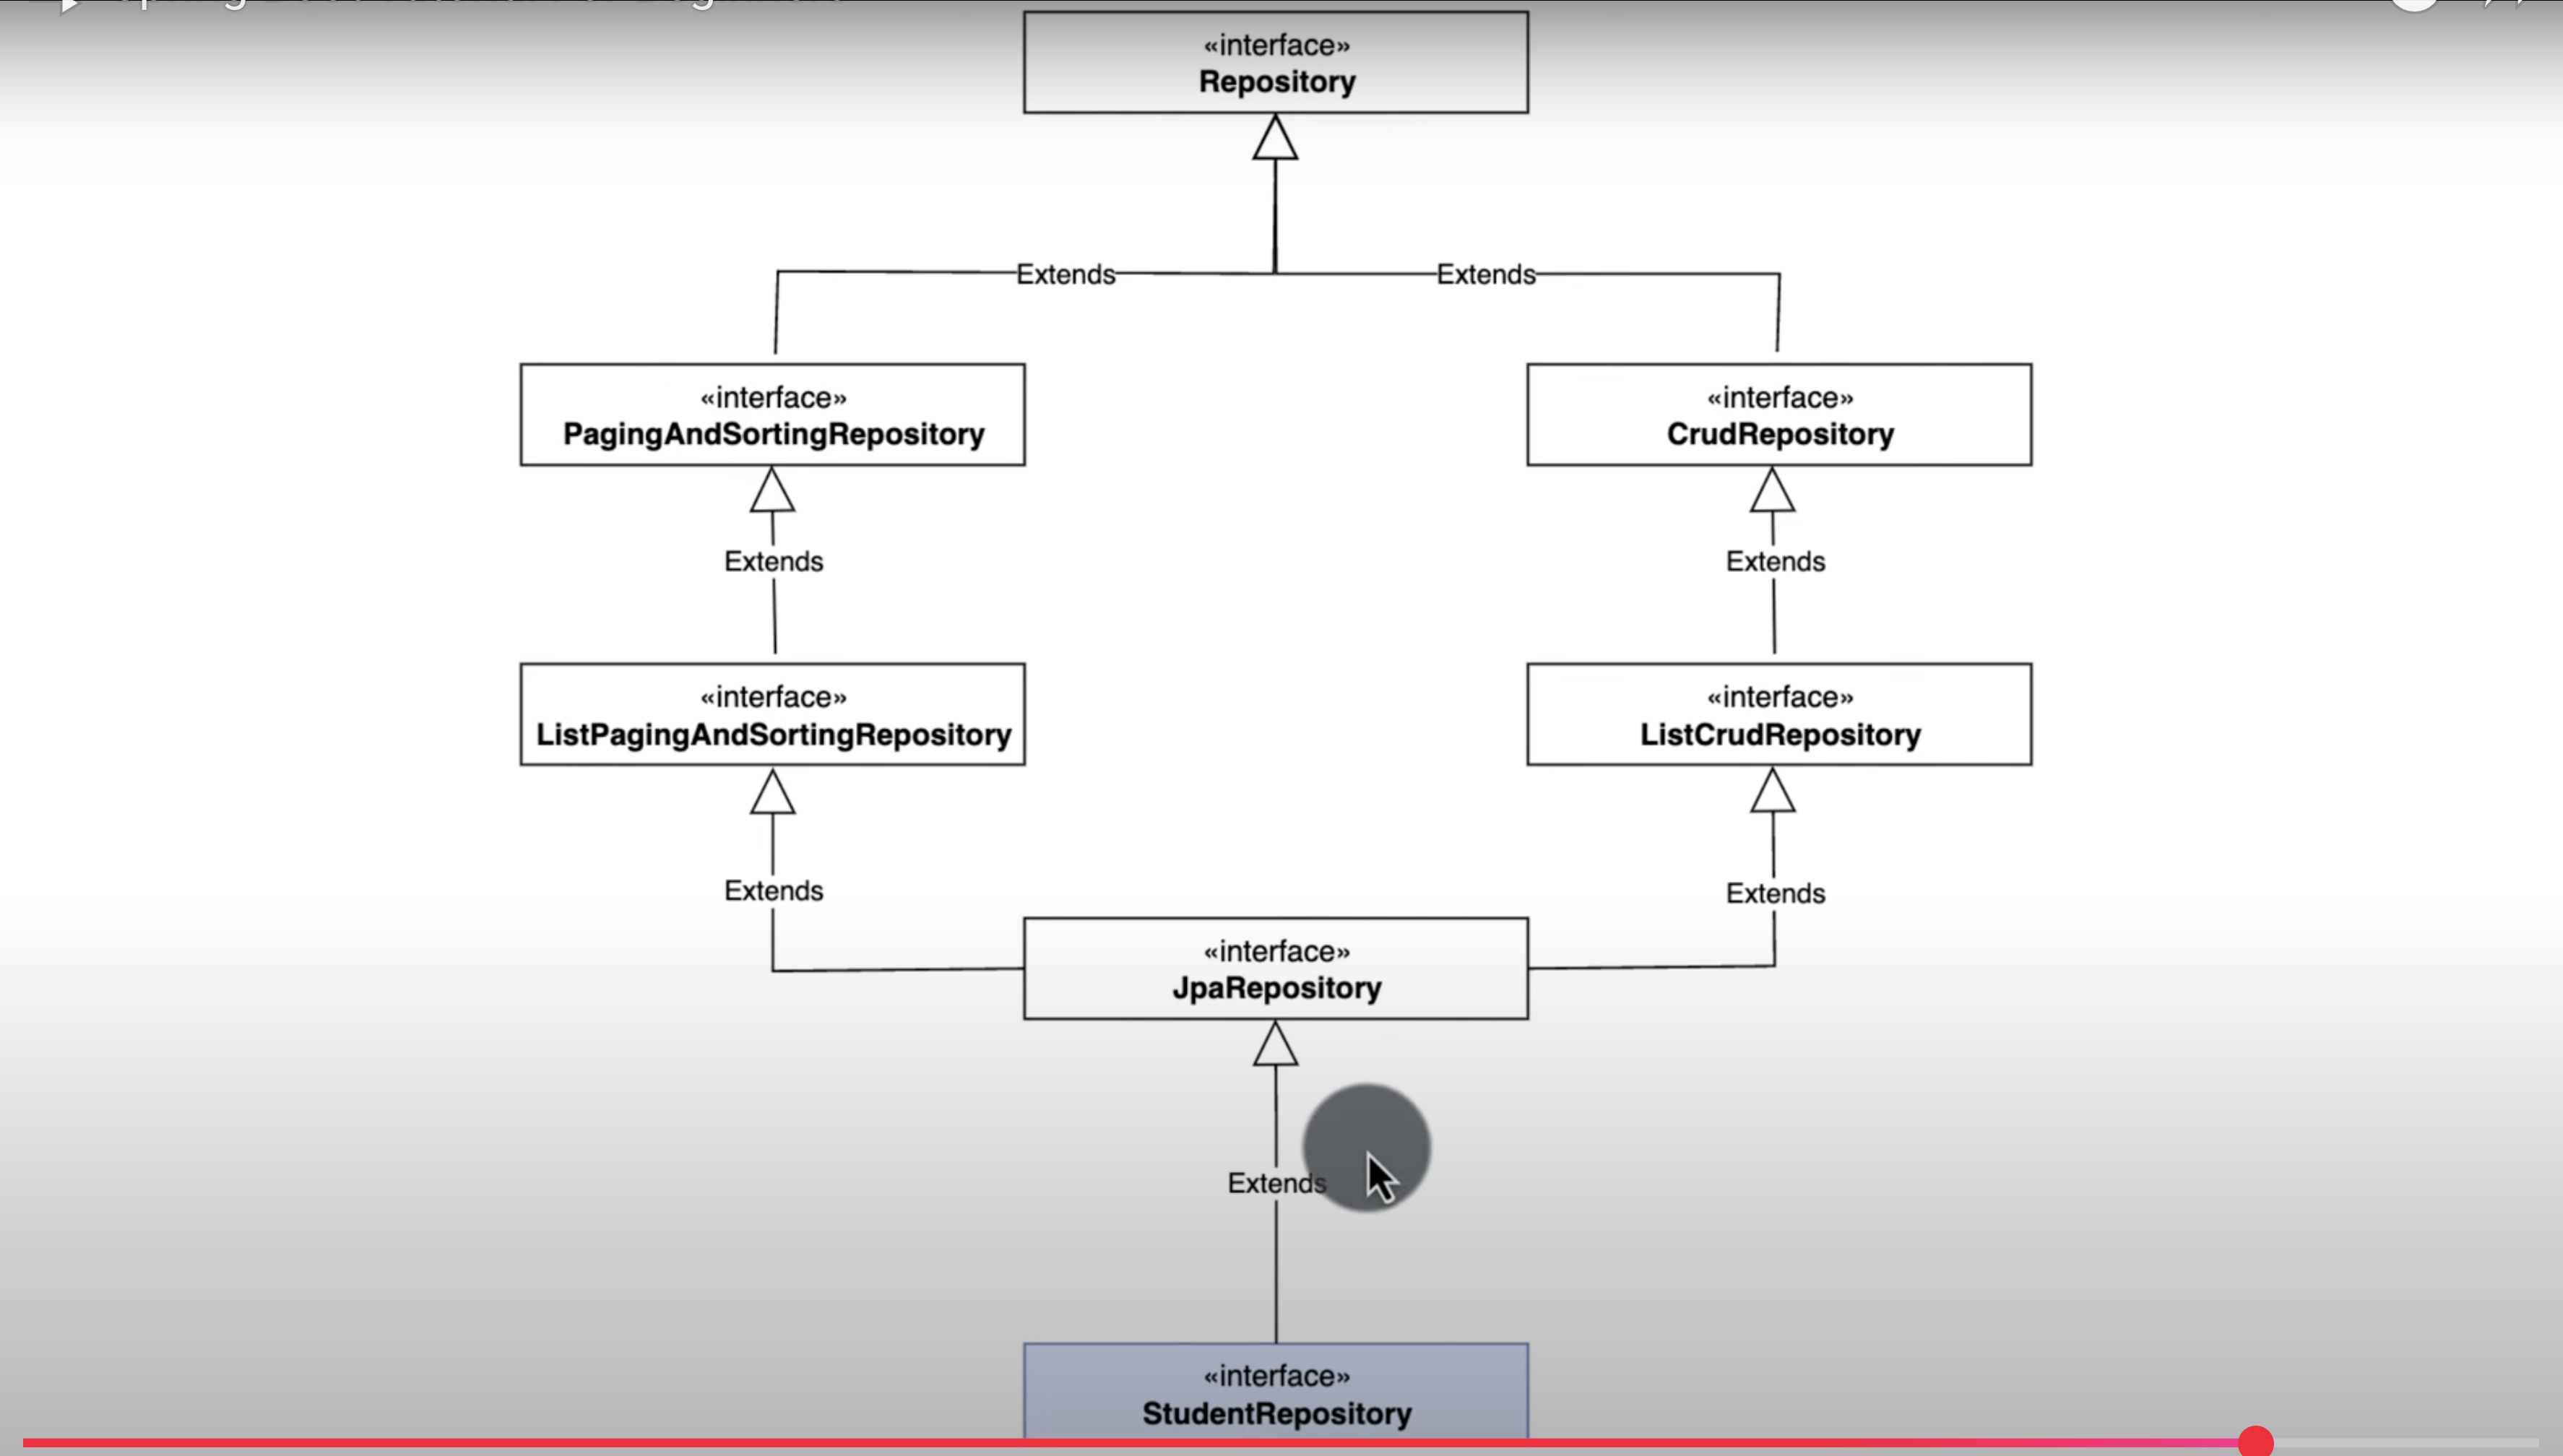 «interface»
Repository
Extends
Extends
«interface»
PagingAndSortingRepository
«interface»
CrudRepository
Extends
Extends
«interface»
ListPagingAndSortingRepository
«interface»
ListCrudRepository
Extends
Extends
«interface»
JpaRepository
Extends
«interface»
StudentRepository